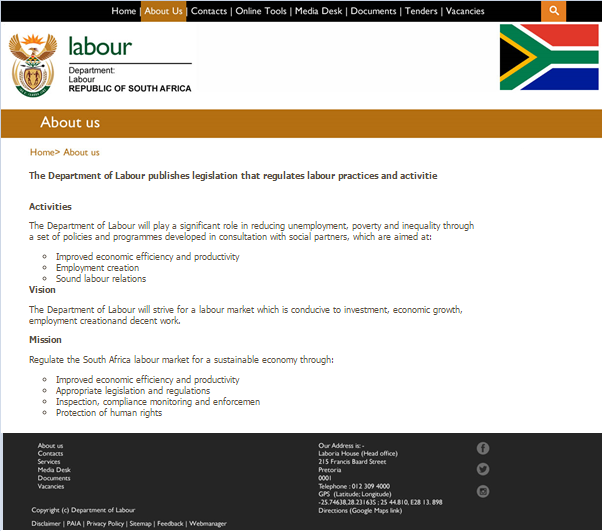 Home | About Us | Contacts | Online Tools | Media Desk | Documents | Tenders | Vacancies
labour
Department:
Labour
REPUBLIC OF SOUTH AFRICA
About us
Home> About us
The Department of Labour publishes legislation that regulates labour practices and activitie
Activities
The Department of Labour will play a significant role in reducing unemployment, poverty and inequality through
a set of policies and programmes developed in consultation with social partners, which are aimed at:
Improved economic efficiency and productivity
Employment creation
Sound labour relations
Vision
The Department of Labour will strive for a labour market which is conducive to investment, economic growth,
employment creationand decent work.
Mission
Regulate the South Africa labour market for a sustainable economy through:
Improved economic efficiency and productivity
Appropriate legislation and regulations
Inspection, compliance monitoring and enforcemen
Protection of human rights
About us
Contacts
Services
Media Desk
Documents
Vacancies
Our Address is: -
Laboria House (Head office)
215 Francis Baard Street
Pretoria
0001
Telephone : 012 309 4000
GPS (Latitude; Longitude)
-25.74638,28.23163S ; 25 44.810, E28 13. 898
Directions (Google Maps link)
Copyright (c) Department of Labour
Disclaimer | PAIA | Privacy Policy | Sitemap | Feedback | Webmanager